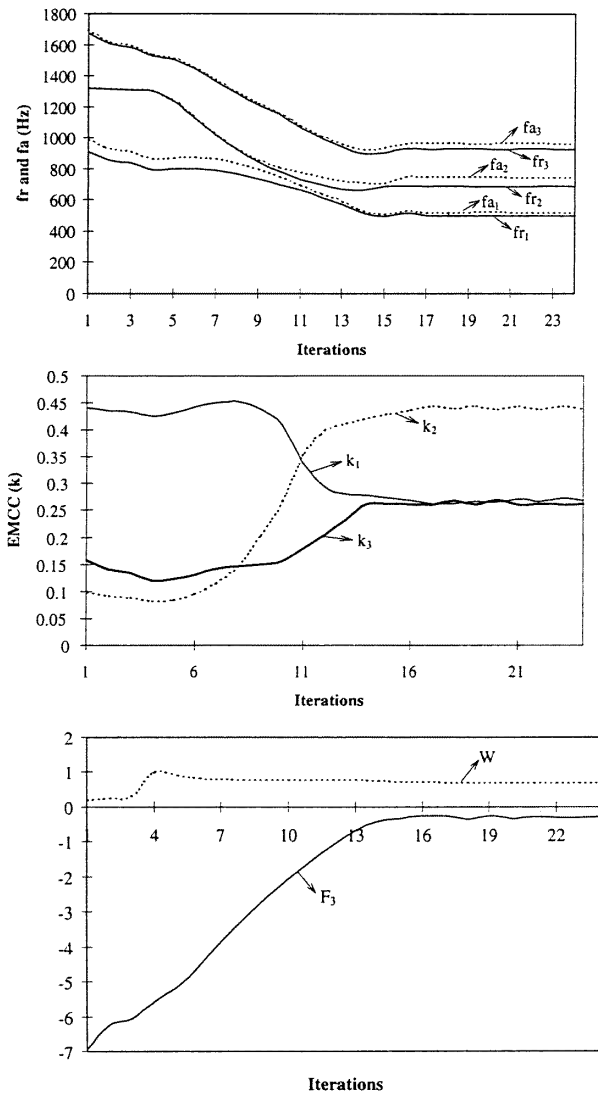 fr and fa (Hz)
1800
1600
1400
1200
1000
800
600
400
200
0
fa3
fr3
fa2
fr2
fa1
fr1
1 3 5 7 9 11 13 15 17 19 21 23
Iterations
EMCC (k)
0.5
0.45
0.4
0.35
0.3
0.25
0.2
0.15
0.1
0.05
0
k2
k1
k3
1 6 11 16 21
Iterations
2
1
0
-1
-2
-3
-4
-5
-6
-7
W
1 4 7 10 13 16 19 22
F3
Iterations